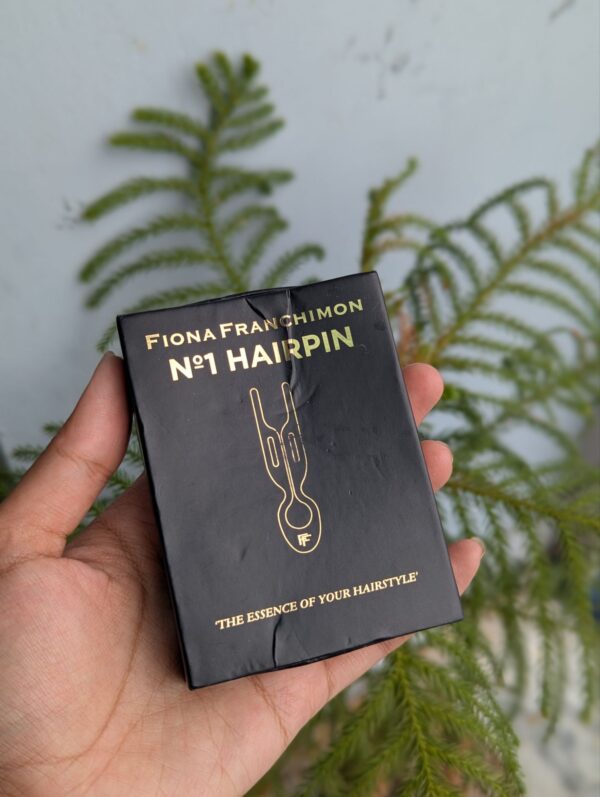 FIONA FRANCHIMON
Nº1 HAIRPIN
FF
'THE ESSENCE OF YOUR HAIRSTYLE'